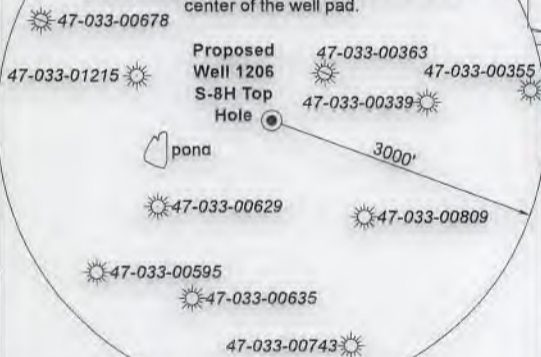 center of the well pad.
47-033-00678
Proposed
Well 1206
S-8H Top
Hole
47-033-00363
47-033-01215
47-033-00355
47-033-00339
pond
3000'
47-033-00629
47-033-00809
47-033-00595
47-033-00635
47-033-00743